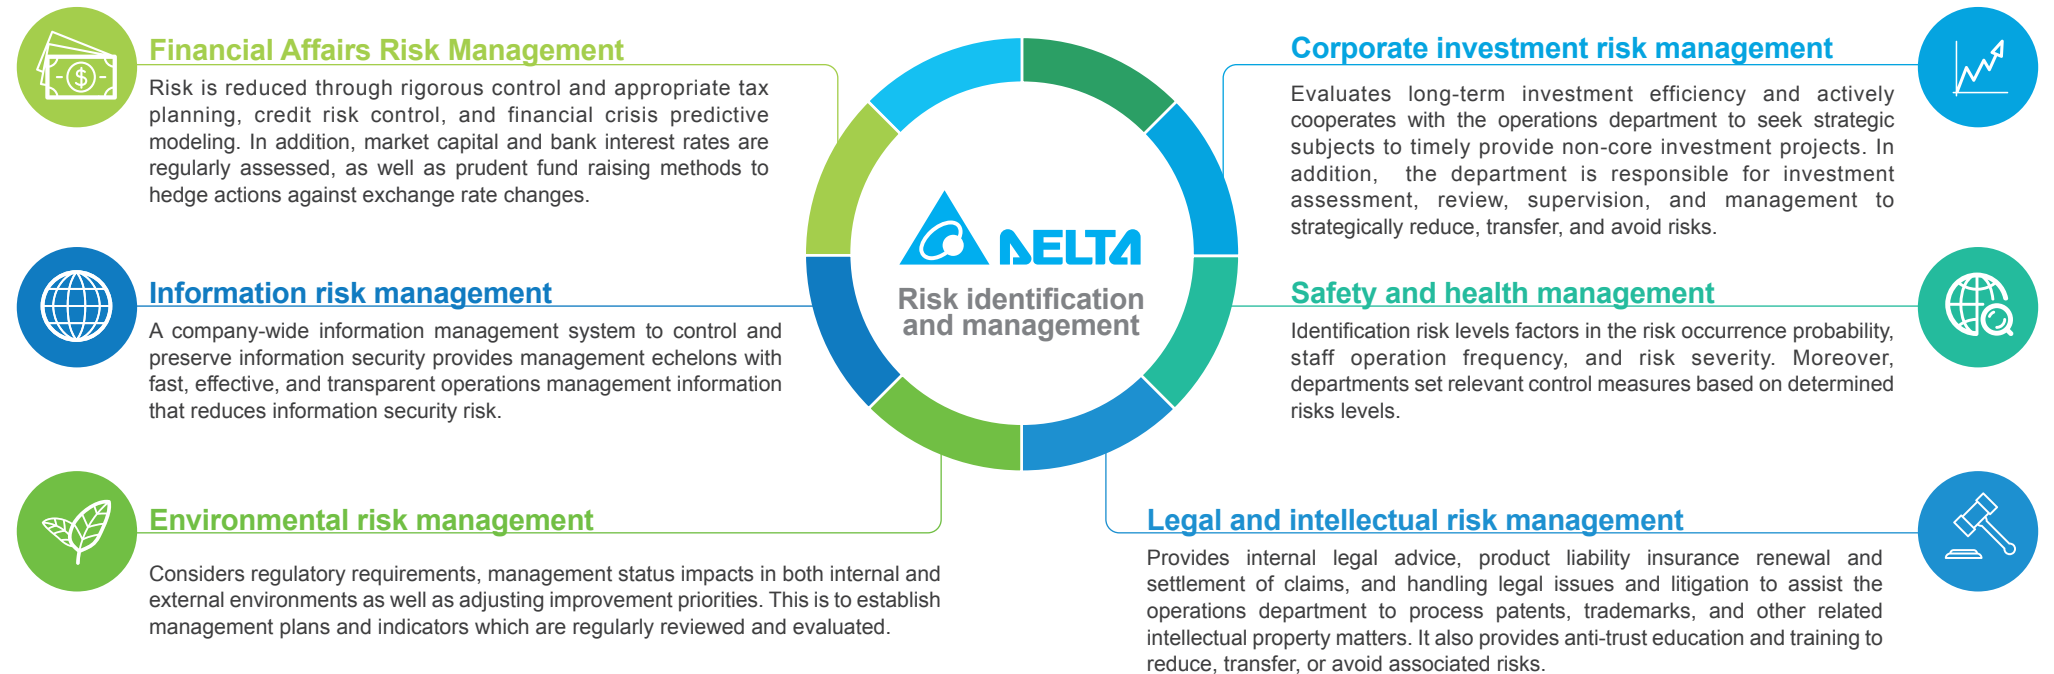 Financial Affairs Risk Management
Risk is reduced through rigorous control and appropriate tax
planning, credit risk control, and financial crisis predictive
modeling. In addition, market capital and bank interest rates are
regularly assessed, as well as prudent fund raising methods to
hedge actions against exchange rate changes.
Information risk management
A company-wide information management system to control and
preserve information security provides management echelons with
fast, effective, and transparent operations management information
that reduces information security risk.
Environmental risk management
Considers regulatory requirements, management status impacts in both internal and
external environments as well as adjusting improvement priorities. This is to establish
management plans and indicators which are regularly reviewed and evaluated.
DELTA
Risk identification
and management
Corporate investment risk management
Evaluates long-term investment efficiency and actively
cooperates with the operations department to seek strategic
subjects to timely provide non-core investment projects. In
addition, the department is responsible for investment
assessment, review, supervision, and management to
strategically reduce, transfer, and avoid risks.
Safety and health management
Identification risk levels factors in the risk occurrence probability,
staff operation frequency, and risk severity. Moreover,
departments set relevant control measures based on determined
risks levels.
Legal and intellectual risk management
Provides internal legal advice, product liability insurance renewal and
settlement of claims, and handling legal issues and litigation to assist the
operations department to process patents, trademarks, and other related
intellectual property matters. It also provides anti-trust education and training to
reduce, transfer, or avoid associated risks.